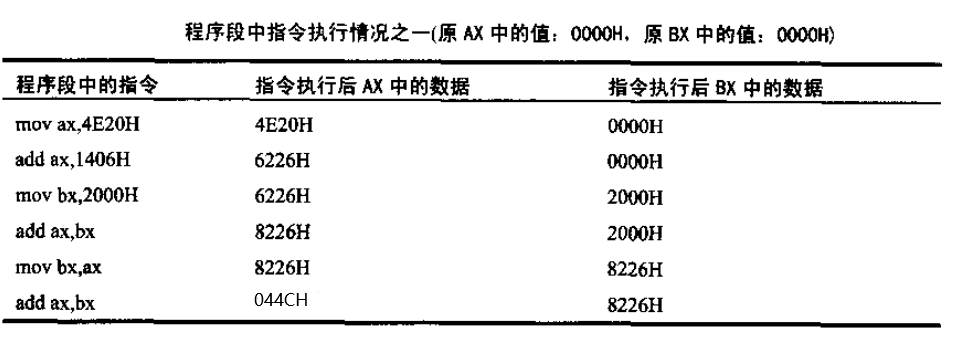 程序段中指令执行情况之一(原 AX 中的值：0000H，原 BX 中的值：0000H)
程序段中的指令 指令执行后 AX 中的数据 指令执行后 BX 中的数据
mov ax,4E20H 4E20H 0000H
add ax,1406H 6226H 0000H
mov bx,2000H 6226H 2000H
add ax,bx 8226H 2000H
mov bx,ax 8226H 8226H
add ax,bx 044CH 8226H